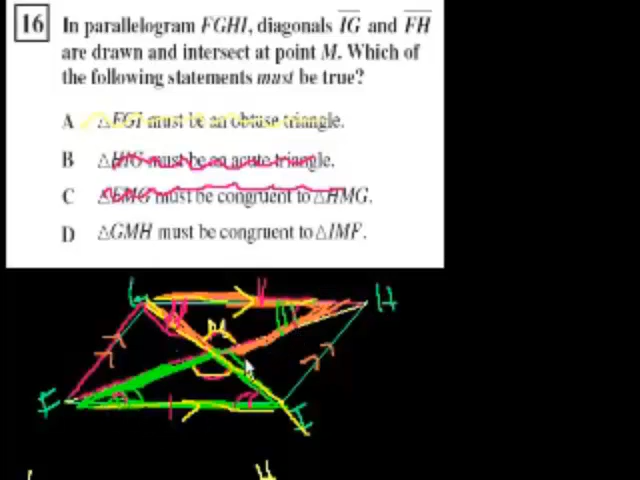 16 In parallelogram FGHI, diagonals IG and FH
are drawn and intersect at point M. Which of
the following statements must be true?
A △FGI must be an obtuse triangle.
B △HIG must be an acute triangle.
C △FMG must be congruent to △HMG.
D △GMH must be congruent to △IMF.
G H
M
F I
H